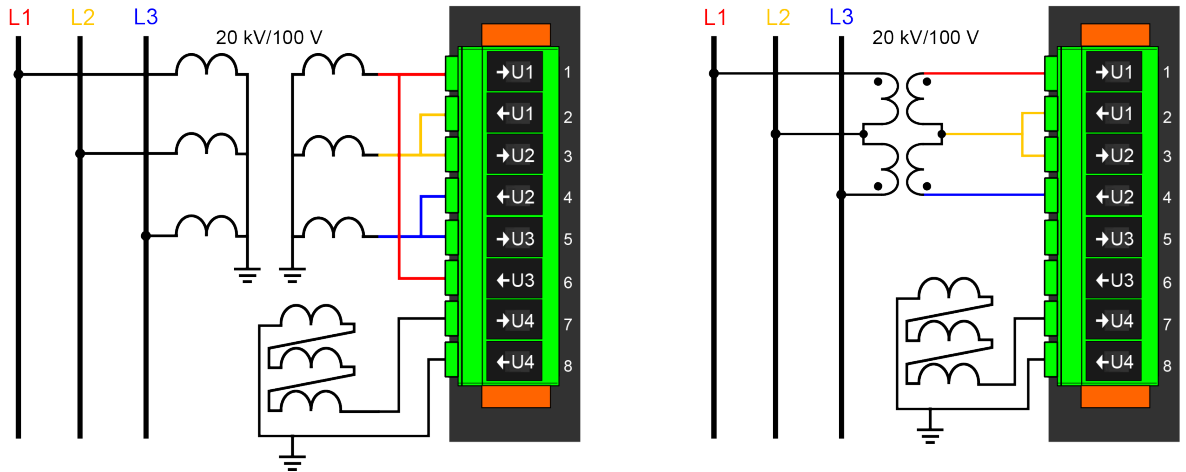 L1 L2 L3
20 kV/100 V
→U1 1
←U1 2
→U2 3
←U2 4
→U3 5
←U3 6
→U4 7
←U4 8
L1 L2 L3
20 kV/100 V
→U1 1
←U1 2
→U2 3
←U2 4
→U3 5
←U3 6
→U4 7
←U4 8